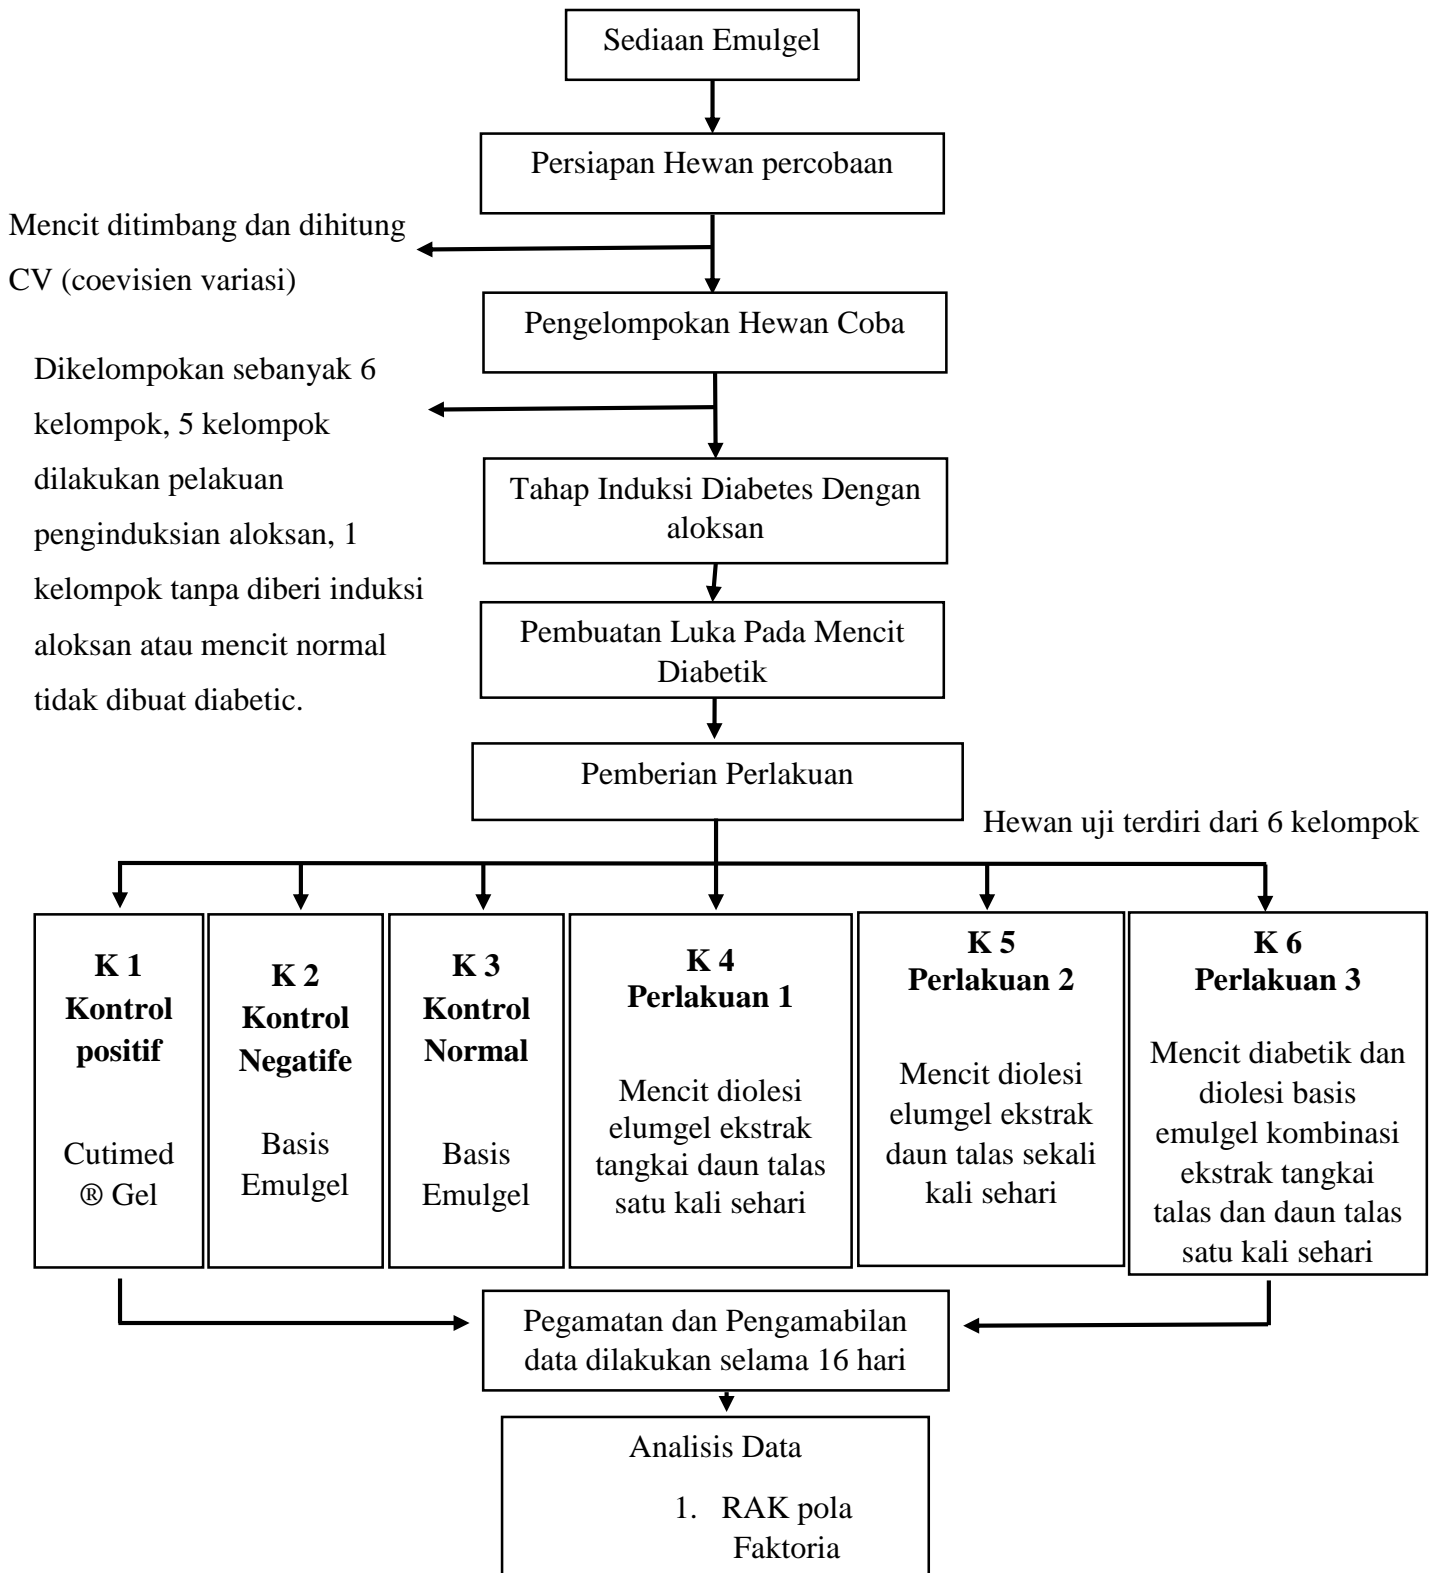 Sediaan Emulgel
Persiapan Hewan percobaan
Mencit ditimbang dan dihitung
CV (coevisien variasi)
Pengelompokan Hewan Coba
Dikelompokan sebanyak 6
kelompok, 5 kelompok
dilakukan pelakuan
penginduksian aloksan, 1
kelompok tanpa diberi induksi
aloksan atau mencit normal
tidak dibuat diabetic.
Tahap Induksi Diabetes Dengan
aloksan
Pembuatan Luka Pada Mencit
Diabetik
Pemberian Perlakuan
Hewan uji terdiri dari 6 kelompok
K 1
Kontrol
positif
Cutimed
® Gel
K 2
Kontrol
Negatife
Basis
Emulgel
K 3
Kontrol
Normal
Basis
Emulgel
K 4
Perlakuan 1
Mencit diolesi
elumgel ekstrak
tangkai daun talas
satu kali sehari
K 5
Perlakuan 2
Mencit diolesi
elumgel ekstrak
daun talas sekali
kali sehari
K 6
Perlakuan 3
Mencit diabetik dan
diolesi basis
emulgel kombinasi
ekstrak tangkai
talas dan daun talas
satu kali sehari
Pegamatan dan Pengamabilan
data dilakukan selama 16 hari
Analisis Data
1. RAK pola
Faktoria